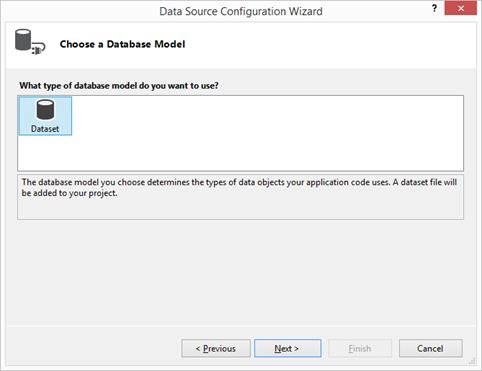 Data Source Configuration Wizard
?
Choose a Database Model
What type of database model do you want to use?
Dataset
The database model you choose determines the types of data objects your application code uses. A dataset file will
be added to your project.
< Previous
Next >
Finish
Cancel